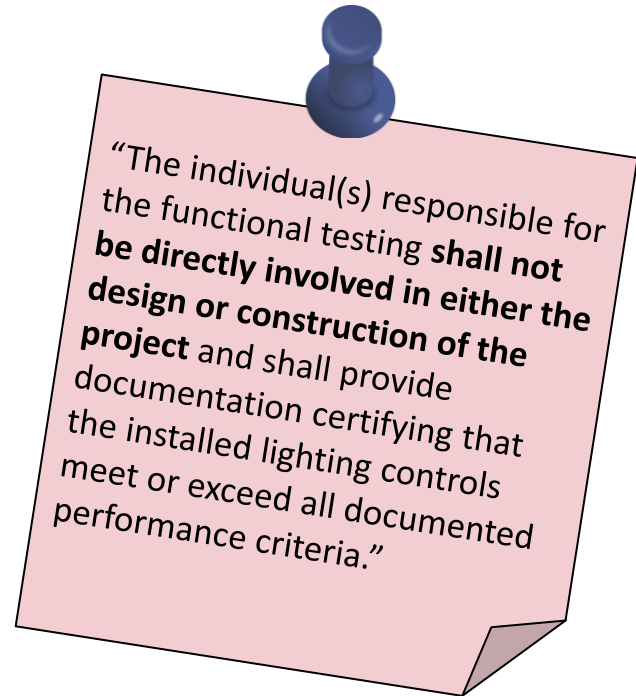 “The individual(s) responsible for
the functional testing shall not
be directly involved in either the
design or construction of the
project and shall provide
documentation certifying that
the installed lighting controls
meet or exceed all documented
performance criteria.”